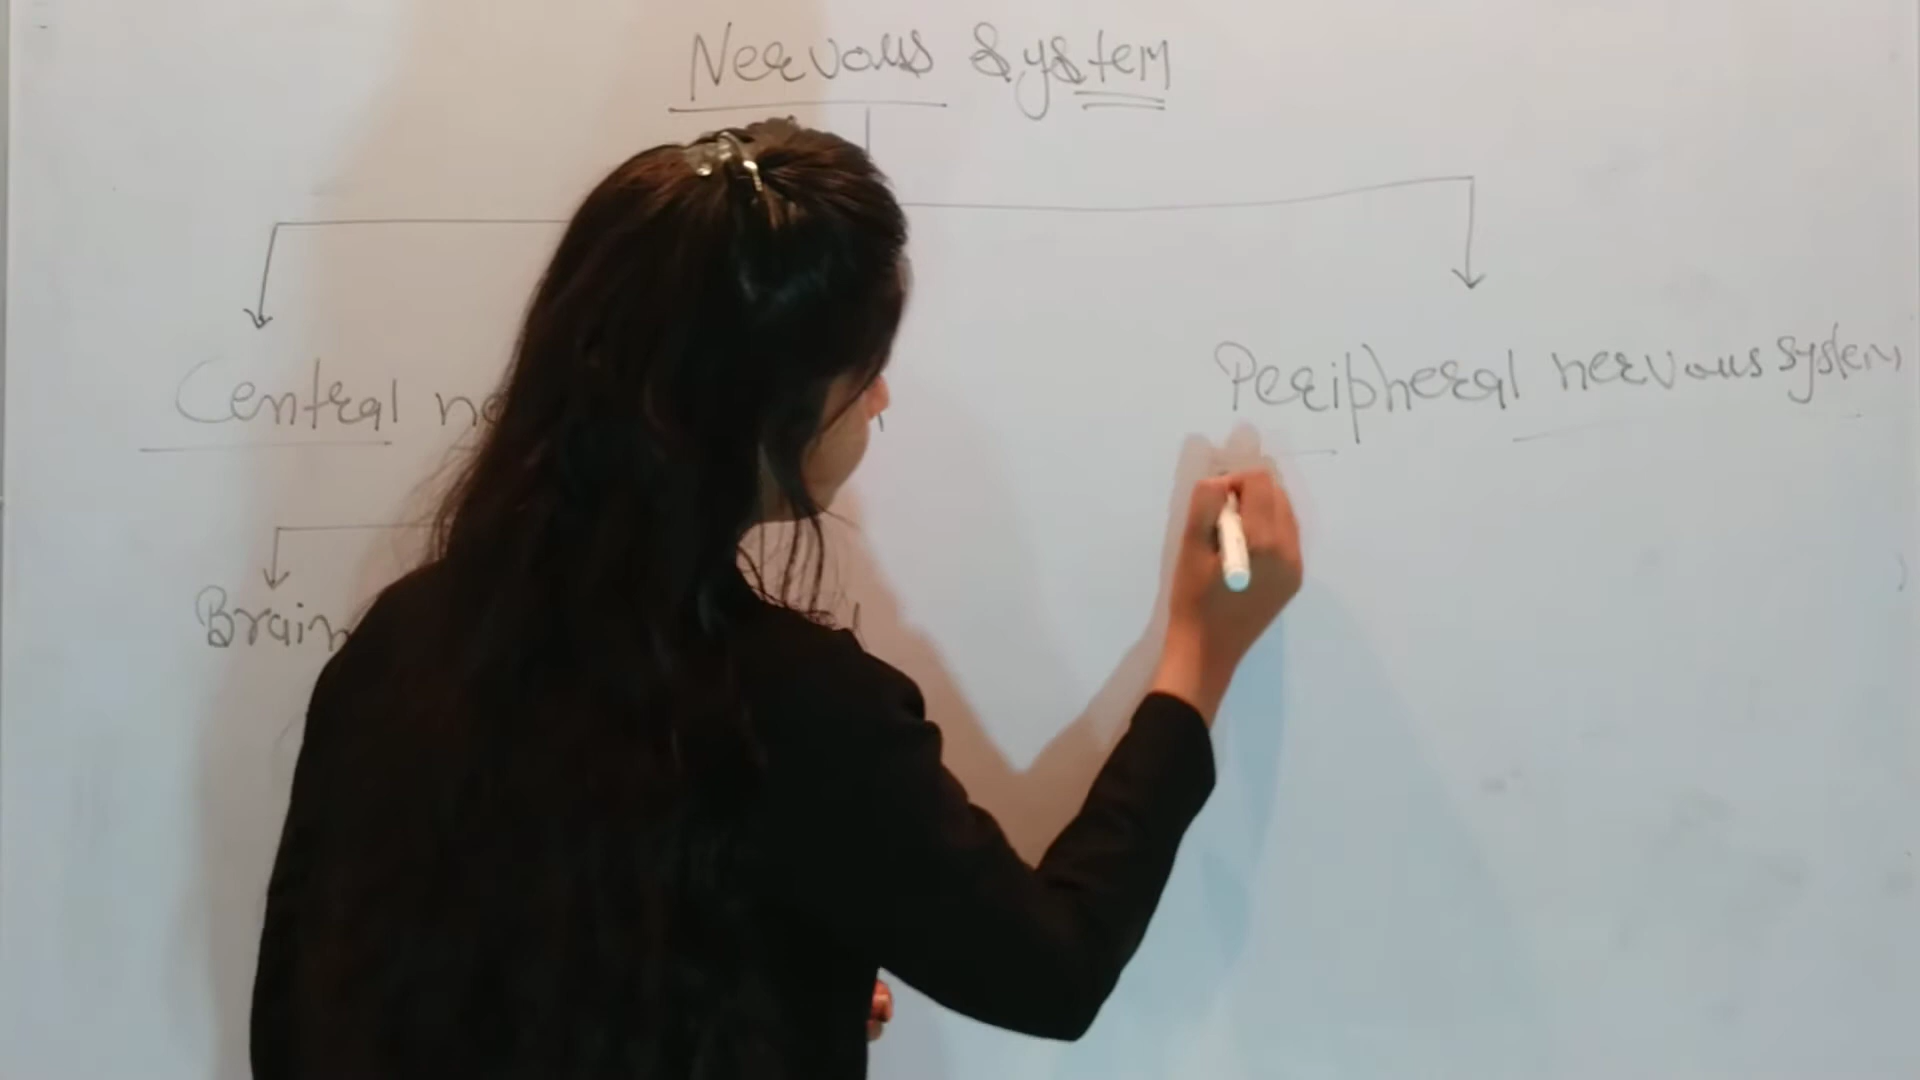 Nervous System
Central
Peripheral nervous system
Brain